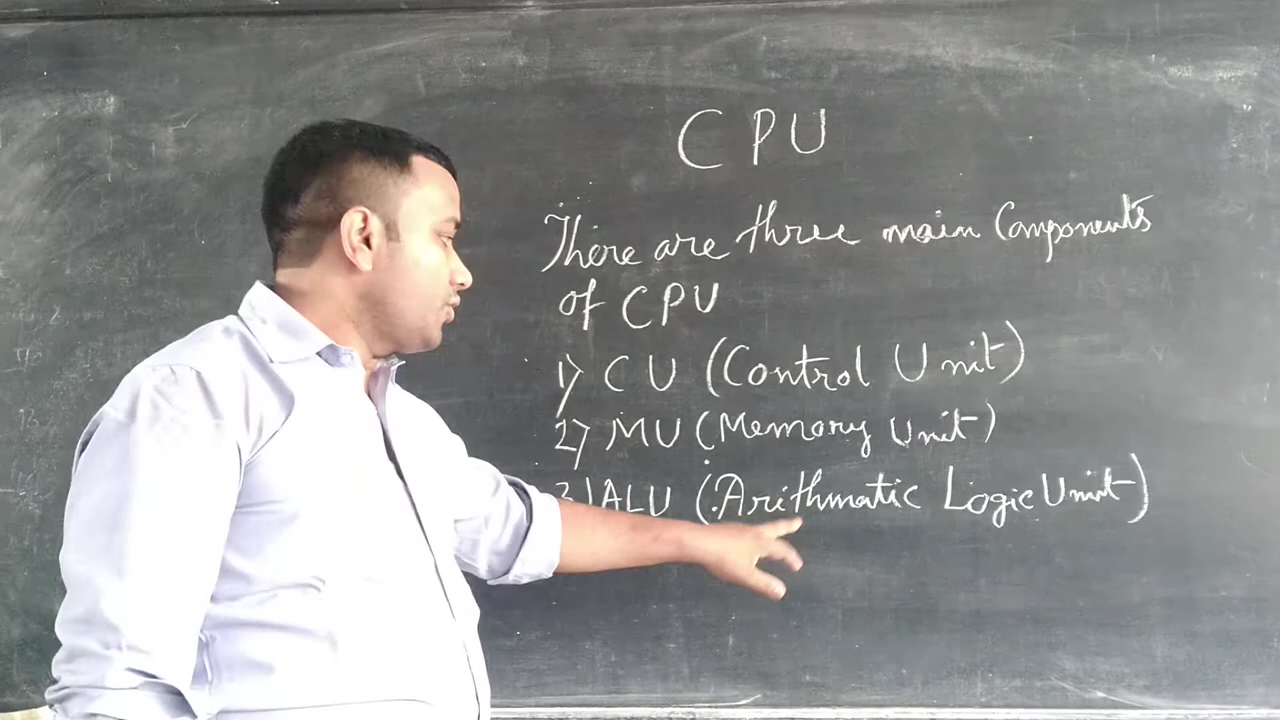 CPU
There are three main Components
of CPU
1) CU (Control Unit)
2) MU (Memory Unit)
3) ALU (Arithmatic Logic Unit)